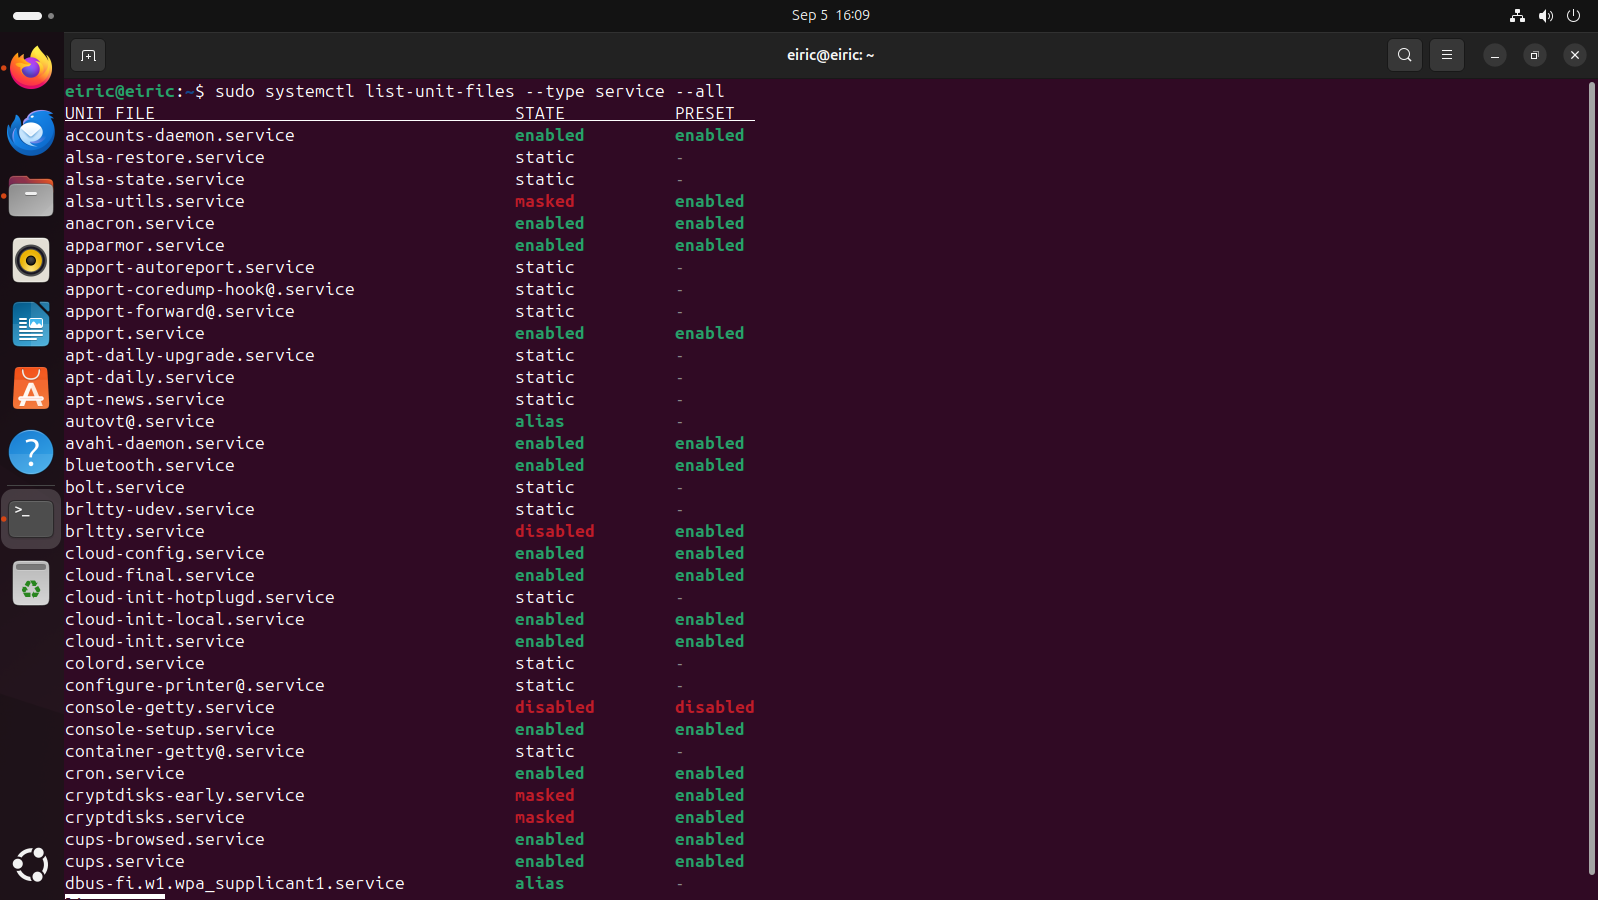 Sep 5 16:09
eiric@eiric: ~
eiric@eiric:~$ sudo systemctl list-unit-files --type service --all
UNIT FILE STATE PRESET
accounts-daemon.service enabled enabled
alsa-restore.service static -
alsa-state.service static -
alsa-utils.service masked enabled
anacron.service enabled enabled
apparmor.service enabled enabled
apport-autoreport.service static -
apport-coredump-hook@.service static -
apport-forward@.service static -
apport.service enabled enabled
apt-daily-upgrade.service static -
apt-daily.service static -
apt-news.service static -
autovt@.service alias -
avahi-daemon.service enabled enabled
bluetooth.service enabled enabled
bolt.service static -
brltty-udev.service static -
brltty.service disabled enabled
cloud-config.service enabled enabled
cloud-final.service enabled enabled
cloud-init-hotplugd.service static -
cloud-init-local.service enabled enabled
cloud-init.service enabled enabled
colord.service static -
configure-printer@.service static -
console-getty.service disabled disabled
console-setup.service enabled enabled
container-getty@.service static -
cron.service enabled enabled
cryptdisks-early.service masked enabled
cryptdisks.service masked enabled
cups-browsed.service enabled enabled
cups.service enabled enabled
dbus-fi.w1.wpa_supplicant1.service alias -